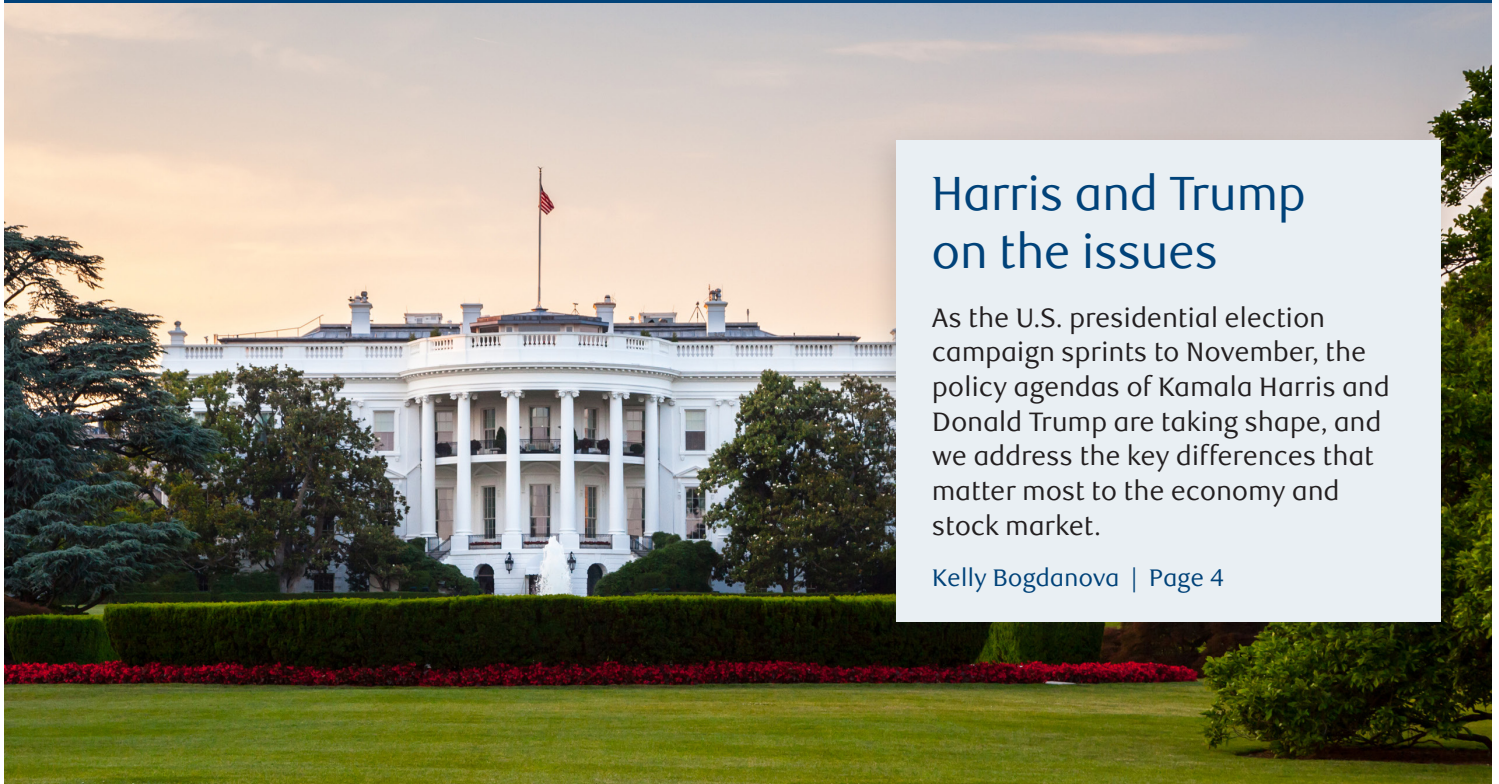 Harris and Trump
on the issues
As the U.S. presidential election
campaign sprints to November, the
policy agendas of Kamala Harris and
Donald Trump are taking shape, and
we address the key differences that
matter most to the economy and
stock market.
Kelly Bogdanova | Page 4